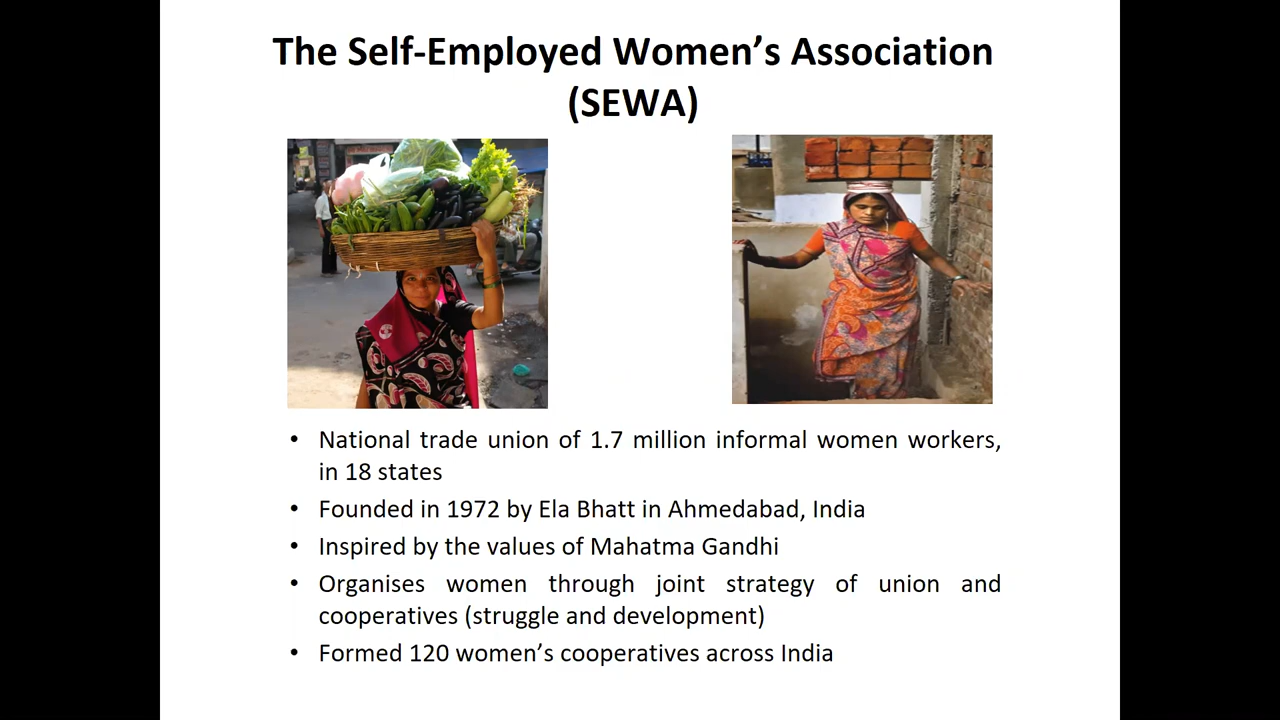 The Self-Employed Women’s Association
(SEWA)
• National trade union of 1.7 million informal women workers,
in 18 states
• Founded in 1972 by Ela Bhatt in Ahmedabad, India
• Inspired by the values of Mahatma Gandhi
• Organises women through joint strategy of union and
cooperatives (struggle and development)
• Formed 120 women’s cooperatives across India